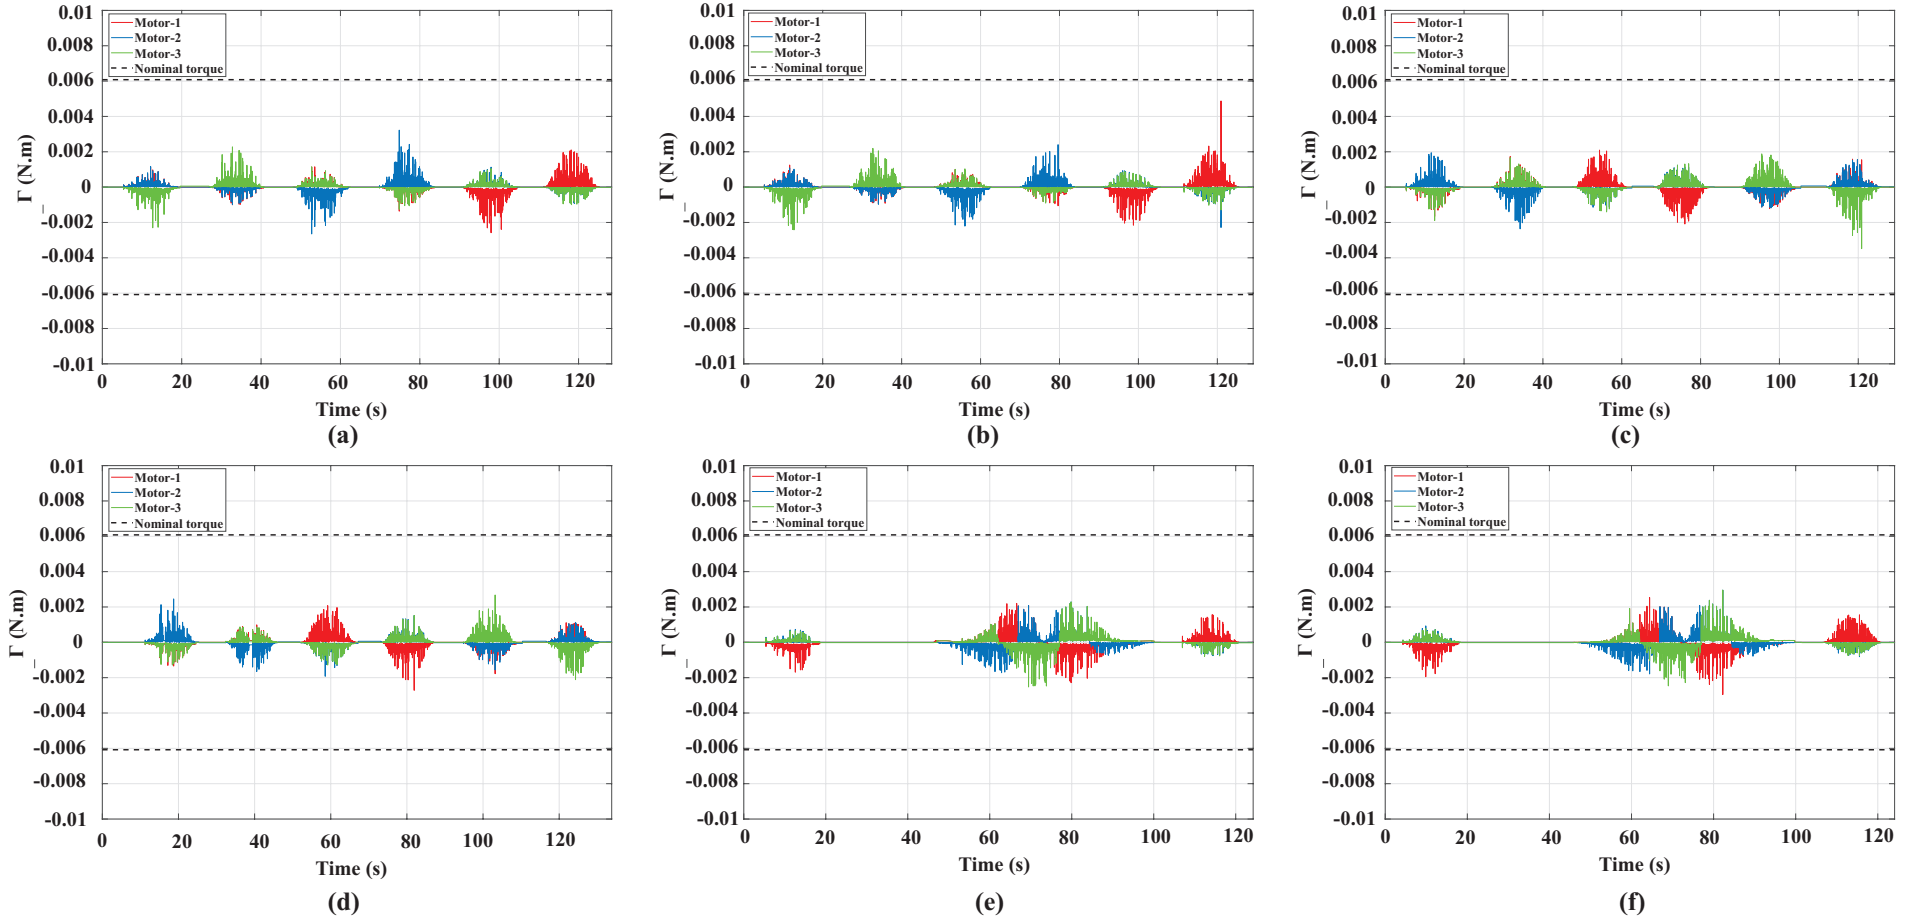 0.01
0.008
0.006
0.004
0.002
0
-0.002
-0.004
-0.006
-0.008
-0.01
Γ_ (N.m)
Motor-1
Motor-2
Motor-3
Nominal torque
0 20 40 60 80 100 120
Time (s)
(a)
0.01
0.008
0.006
0.004
0.002
0
-0.002
-0.004
-0.006
-0.008
-0.01
Γ_ (N.m)
Motor-1
Motor-2
Motor-3
Nominal torque
0 20 40 60 80 100 120
Time (s)
(b)
0.01
0.008
0.006
0.004
0.002
0
-0.002
-0.004
-0.006
-0.008
-0.01
Γ_ (N.m)
Motor-1
Motor-2
Motor-3
Nominal torque
0 20 40 60 80 100 120
Time (s)
(c)
0.01
0.008
0.006
0.004
0.002
0
-0.002
-0.004
-0.006
-0.008
-0.01
Γ_ (N.m)
Motor-1
Motor-2
Motor-3
Nominal torque
0 20 40 60 80 100 120
Time (s)
(d)
0.01
0.008
0.006
0.004
0.002
0
-0.002
-0.004
-0.006
-0.008
-0.01
Γ_ (N.m)
Motor-1
Motor-2
Motor-3
Nominal torque
0 20 40 60 80 100 120
Time (s)
(e)
0.01
0.008
0.006
0.004
0.002
0
-0.002
-0.004
-0.006
-0.008
-0.01
Γ_ (N.m)
Motor-1
Motor-2
Motor-3
Nominal torque
0 20 40 60 80 100 120
Time (s)
(f)